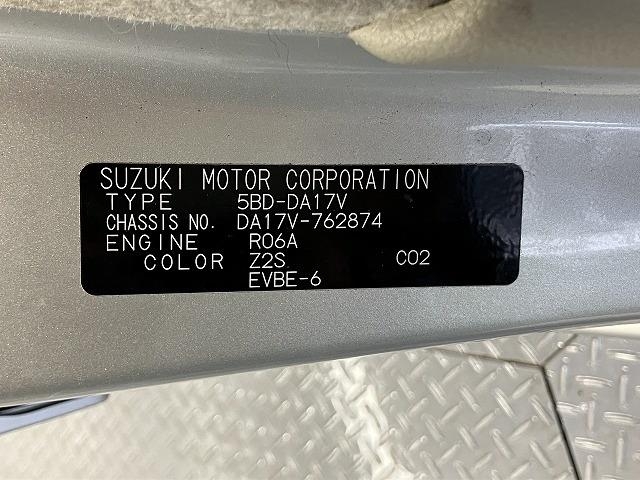 SUZUKI MOTOR CORPORATION
TYPE 5BD-DA17V
CHASSIS NO. DA17V-762874
ENGINE R06A
COLOR Z2S C02
EVBE-6